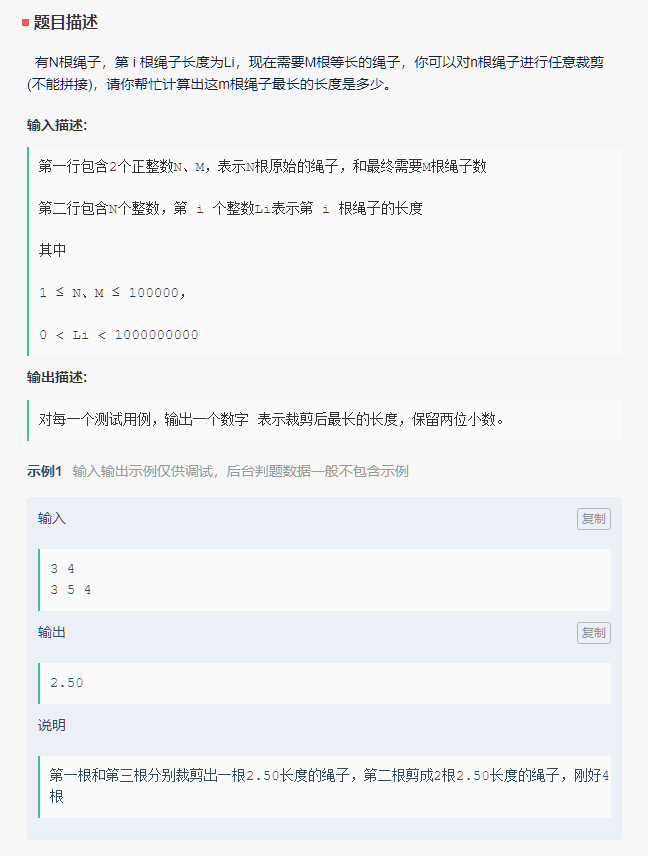 题目描述
有N根绳子，第 i 根绳子长度为Li，现在需要M根等长的绳子，你可以对n根绳子进行任意裁剪
(不能拼接)，请你帮忙计算出这m根绳子最长的长度是多少。
输入描述:
第一行包含2个正整数N、M，表示N根原始的绳子，和最终需要M根绳子数
第二行包含N个整数，第 i 个整数Li表示第 i 根绳子的长度
其中
1 ≤ N、M ≤ 100000，
0 < Li < 1000000000
输出描述:
对每一个测试用例，输出一个数字 表示裁剪后最长的长度，保留两位小数。
示例1 输入输出示例仅供调试，后台判题数据一般不包含示例
输入 复制
3 4
3 5 4
输出 复制
2.50
说明
第一根和第三根分别裁剪出一根2.50长度的绳子，第二根剪成2根2.50长度的绳子，刚好4
根